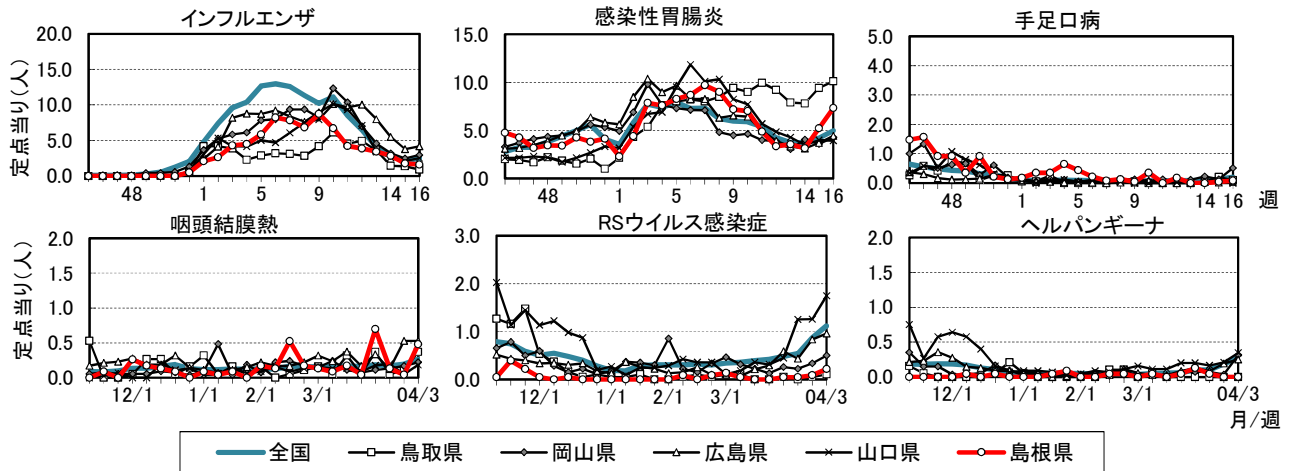 インフルエンザ
感染性胃腸炎
手足口病
定点当り(人)
20.0
15.0
10.0
5.0
0.0
48 1 5 9 14 16
15.0
10.0
5.0
0.0
48 1 5 9 14 16
5.0
4.0
3.0
2.0
1.0
0.0
48 1 5 9 14 16 週
咽頭結膜熱
RSウイルス感染症
ヘルパンギーナ
定点当り(人)
2.0
1.5
1.0
0.5
0.0
12/1 1/1 2/1 3/1 04/3
3.0
2.0
1.0
0.0
12/1 1/1 2/1 3/1 04/3
2.0
1.5
1.0
0.5
0.0
12/1 1/1 2/1 3/1 04/3
月/週
全国 鳥取県 岡山県 広島県 山口県 島根県